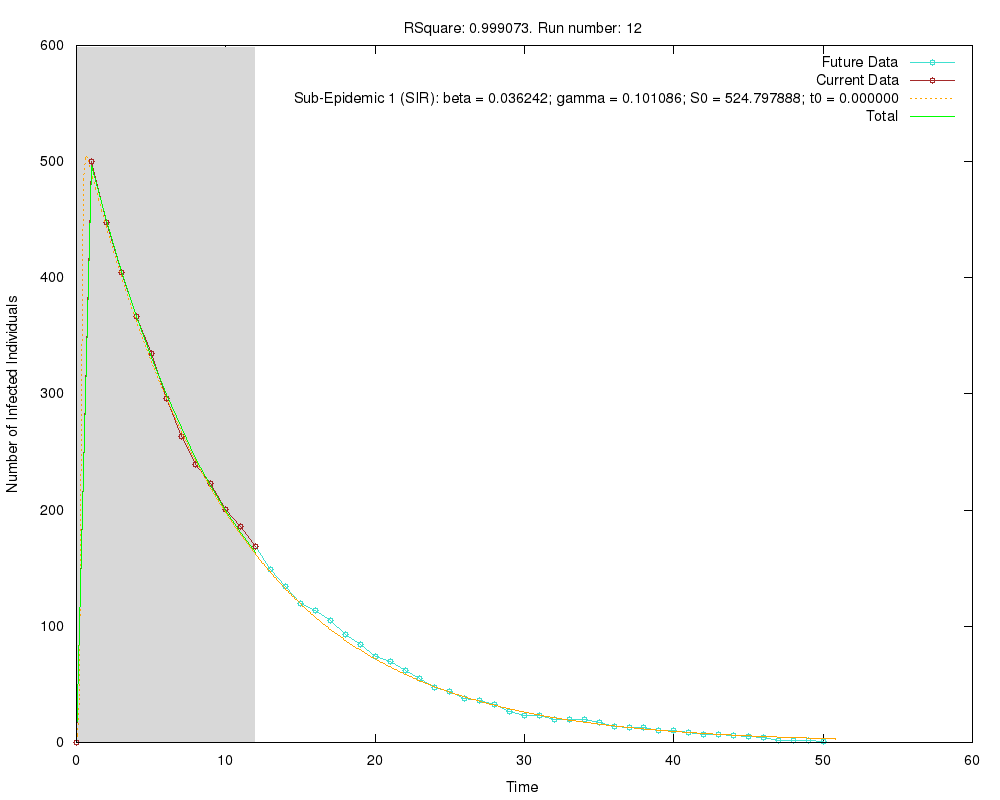 RSquare: 0.999073. Run number: 12
600
500
400
300
200
100
0
Number of Infected Individuals
Future Data
Current Data
Sub-Epidemic 1 (SIR): beta = 0.036242; gamma = 0.101086; S0 = 524.797888; t0 = 0.000000
Total
0 10 20 30 40 50 60
Time